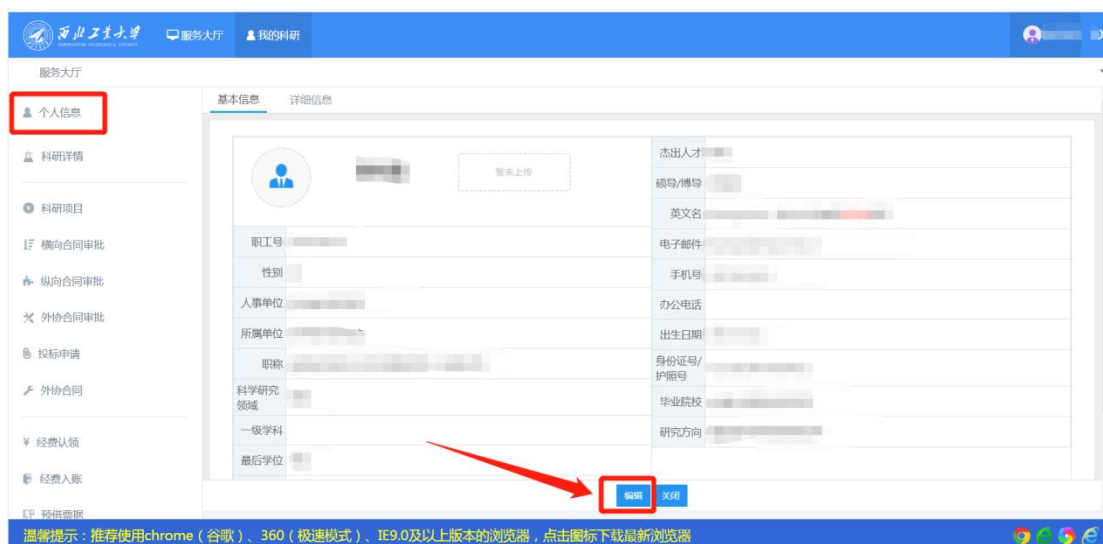 西北工业大学
服务大厅
我的科研
服务大厅
个人信息
科研详情
科研项目
横向合同审批
纵向合同审批
外协合同审批
投标申请
外协合同
经费认领
经费入账
预借票据
基本信息 详细信息
暂未上传
职工号
性别
人事单位
所属单位
职称
科学研究
领域
一级学科
最后学位
杰出人才
硕导/博导
英文名
电子邮件
手机号
办公电话
出生日期
身份证号/
护照号
毕业院校
研究方向
编辑 关闭
温馨提示：推荐使用chrome（谷歌）、360（极速模式）、IE9.0及以上版本的浏览器，点击图标下载最新浏览器